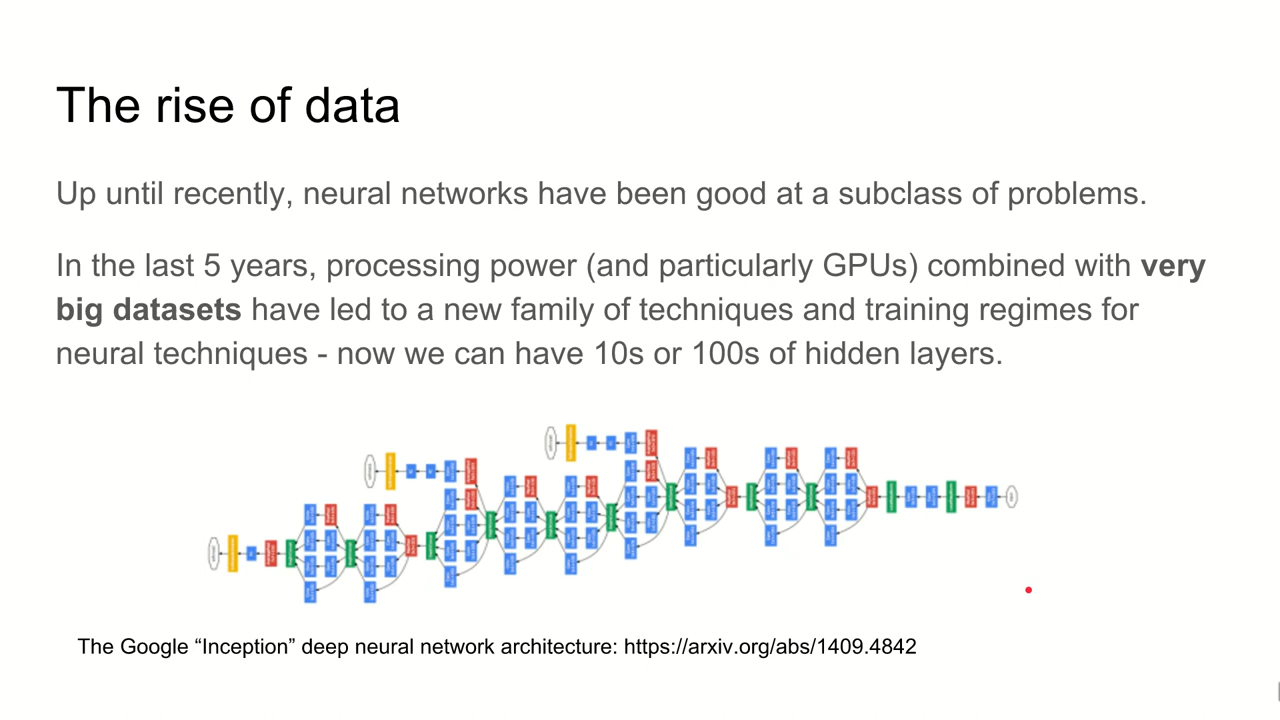 The rise of data
Up until recently, neural networks have been good at a subclass of problems.
In the last 5 years, processing power (and particularly GPUs) combined with very
big datasets have led to a new family of techniques and training regimes for
neural techniques - now we can have 10s or 100s of hidden layers.
The Google “Inception” deep neural network architecture: https://arxiv.org/abs/1409.4842